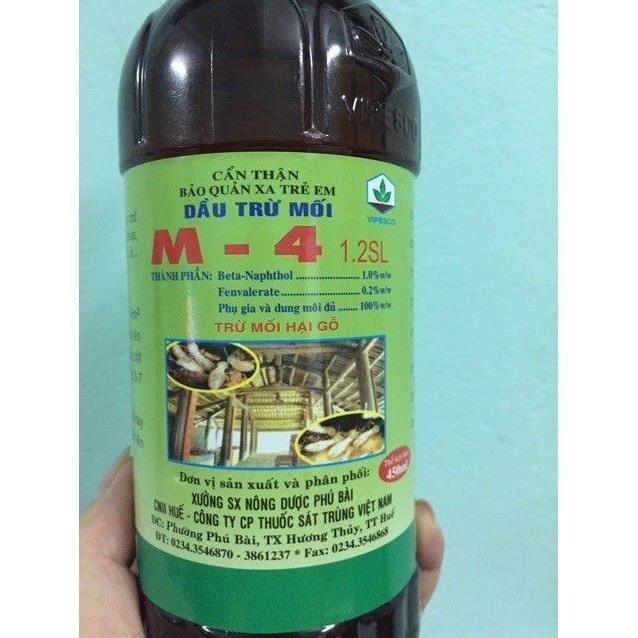 VIPESCO
CẨN THẬN
BẢO QUẢN XA TRẺ EM
DẦU TRỪ MỐI
VIPESCO
M - 4 1.2SL
THÀNH PHẦN: Beta-Naphthol ................... 1.0%w/w
Fenvalerate ....................... 0.2%w/w
Phụ gia và dung môi đủ ....... 100%w/w
TRỪ MỐI HẠI GỖ
Đơn vị sản xuất và phân phối:
450ml
XƯỞNG SX NÔNG DƯỢC PHÚ BÀI
CNH HUẾ - CÔNG TY CP THUỐC SÁT TRÙNG VIỆT NAM
ĐC: Phường Phú Bài, TX Hương Thủy, TT Huế
ĐT: 0234.3546870 - 3861237 * Fax: 0234.3546868